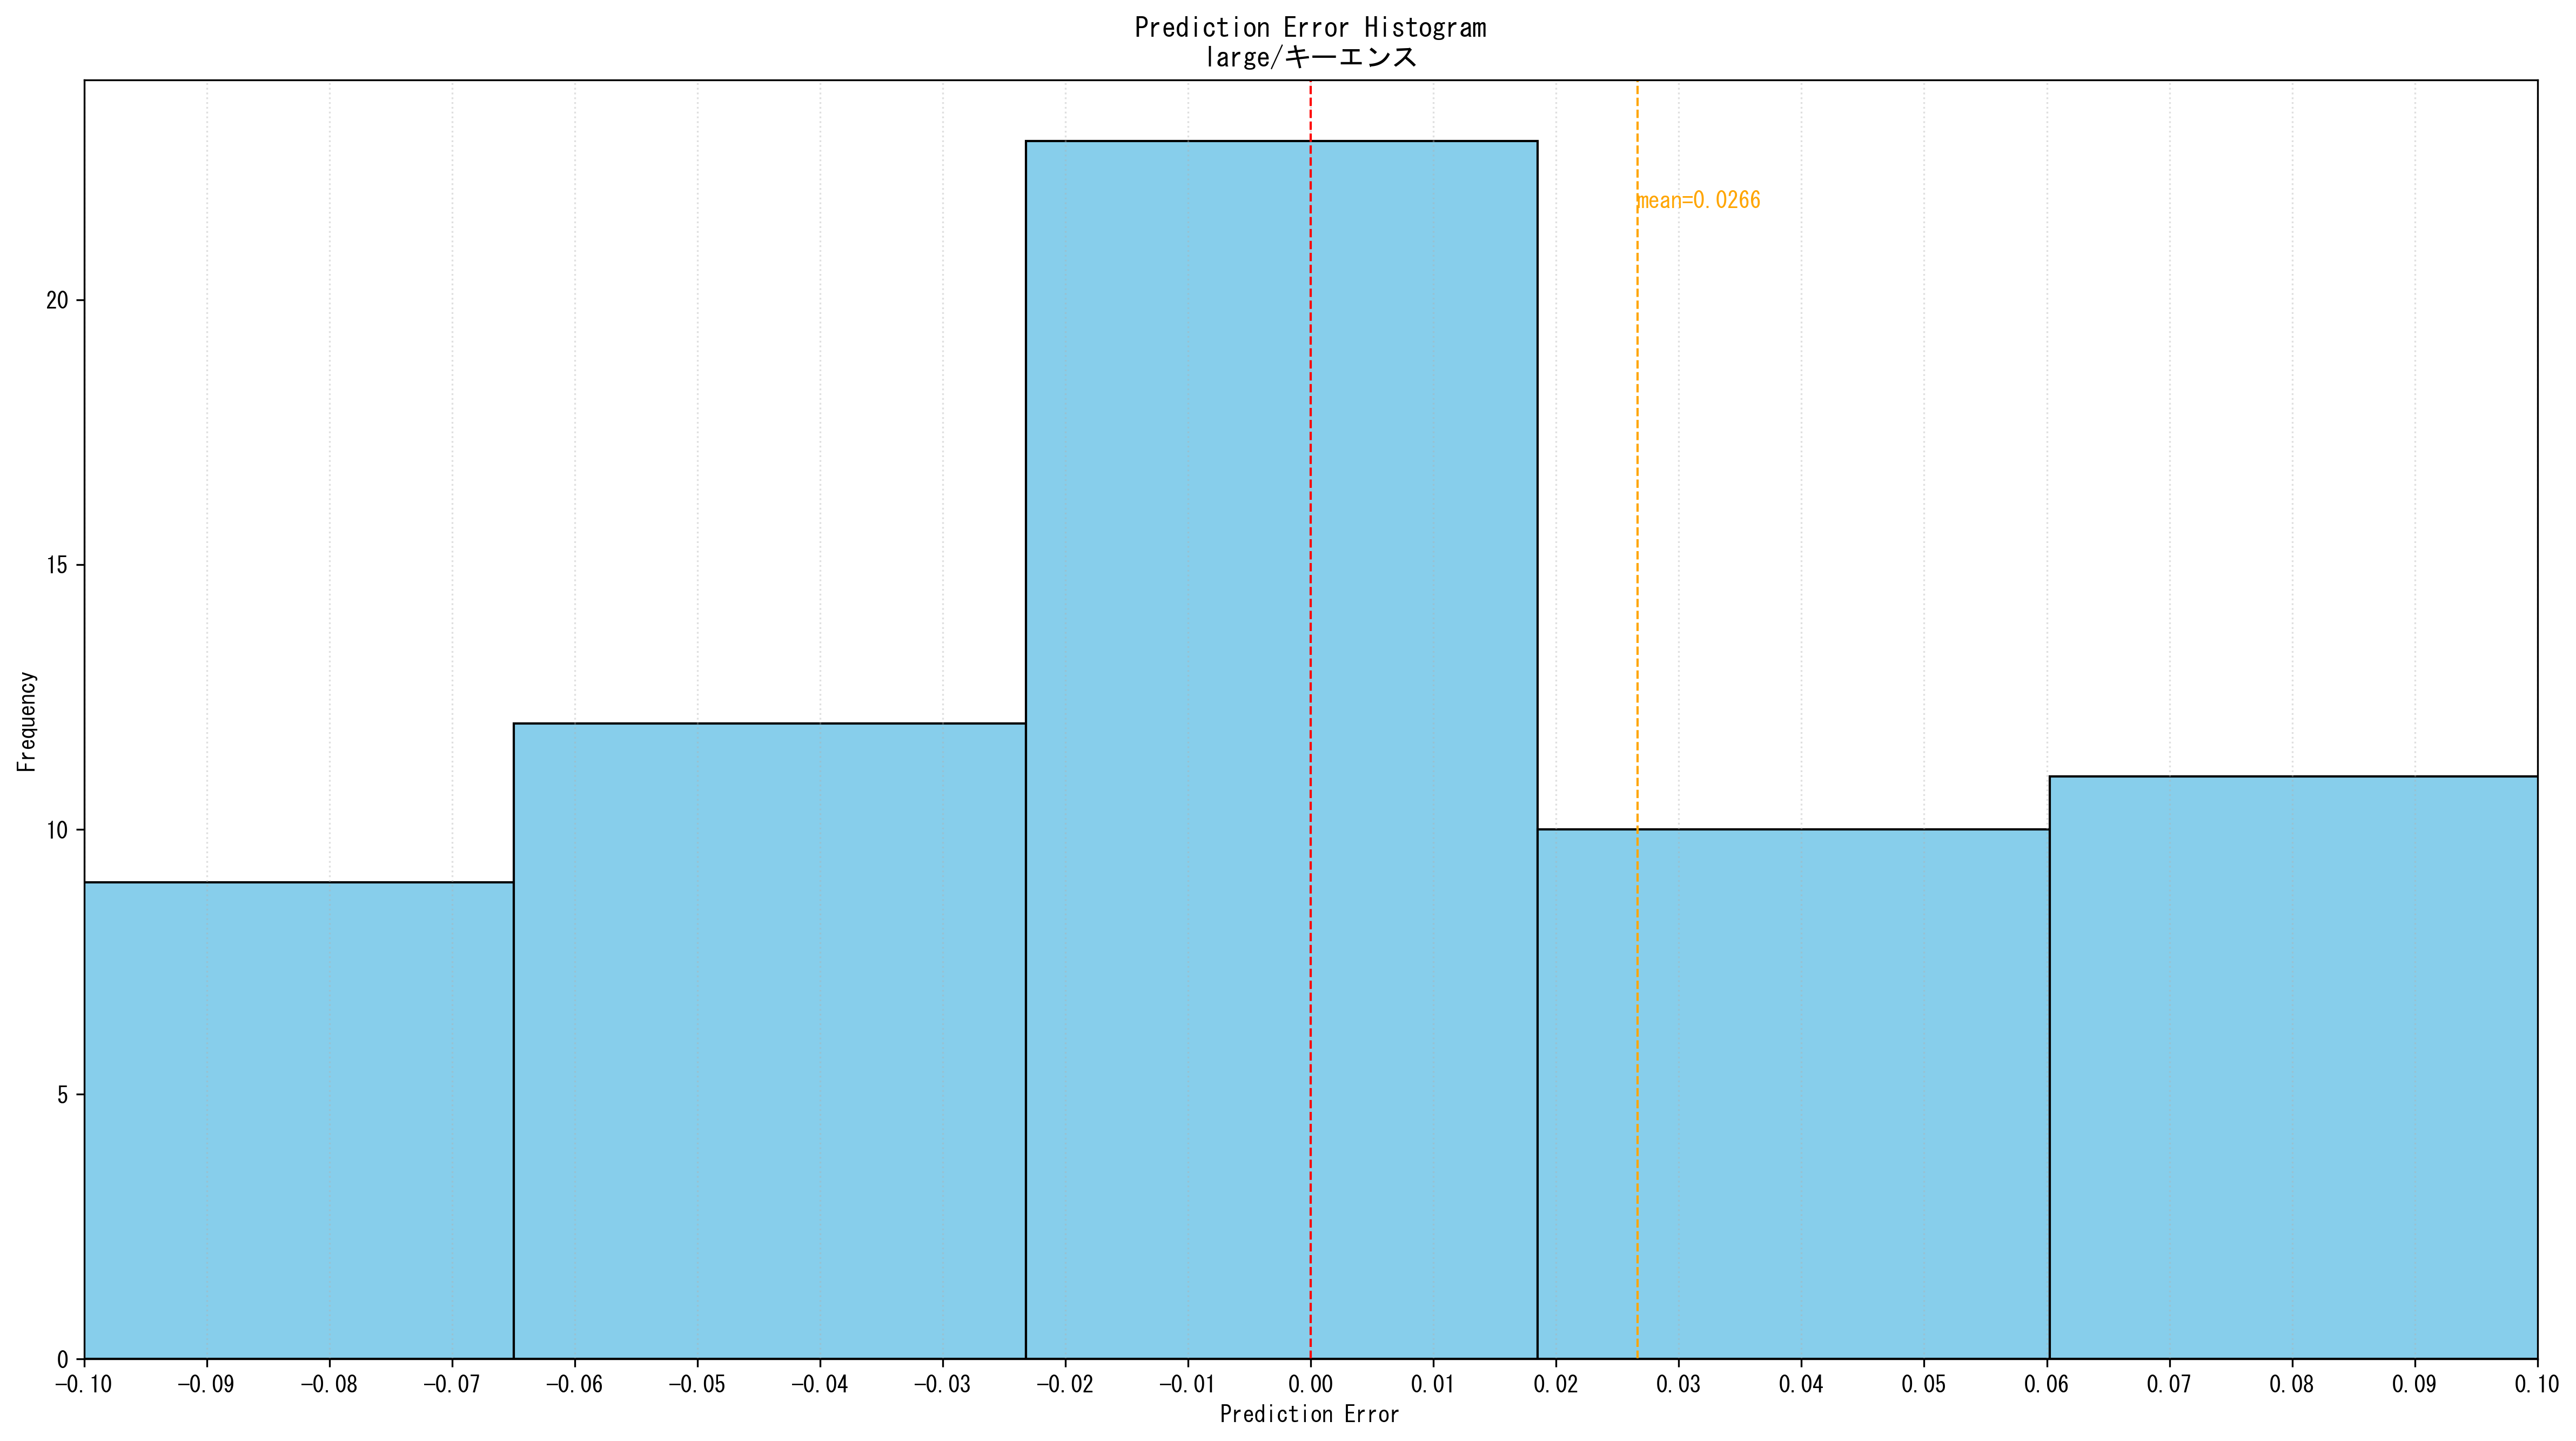 Prediction Error Histogram
large/キーエンス
mean=0.0266
Frequency
20
15
10
5
0
−0.10 −0.09 −0.08 −0.07 −0.06 −0.05 −0.04 −0.03 −0.02 −0.01 0.00 0.01 0.02 0.03 0.04 0.05 0.06 0.07 0.08 0.09 0.10
Prediction Error